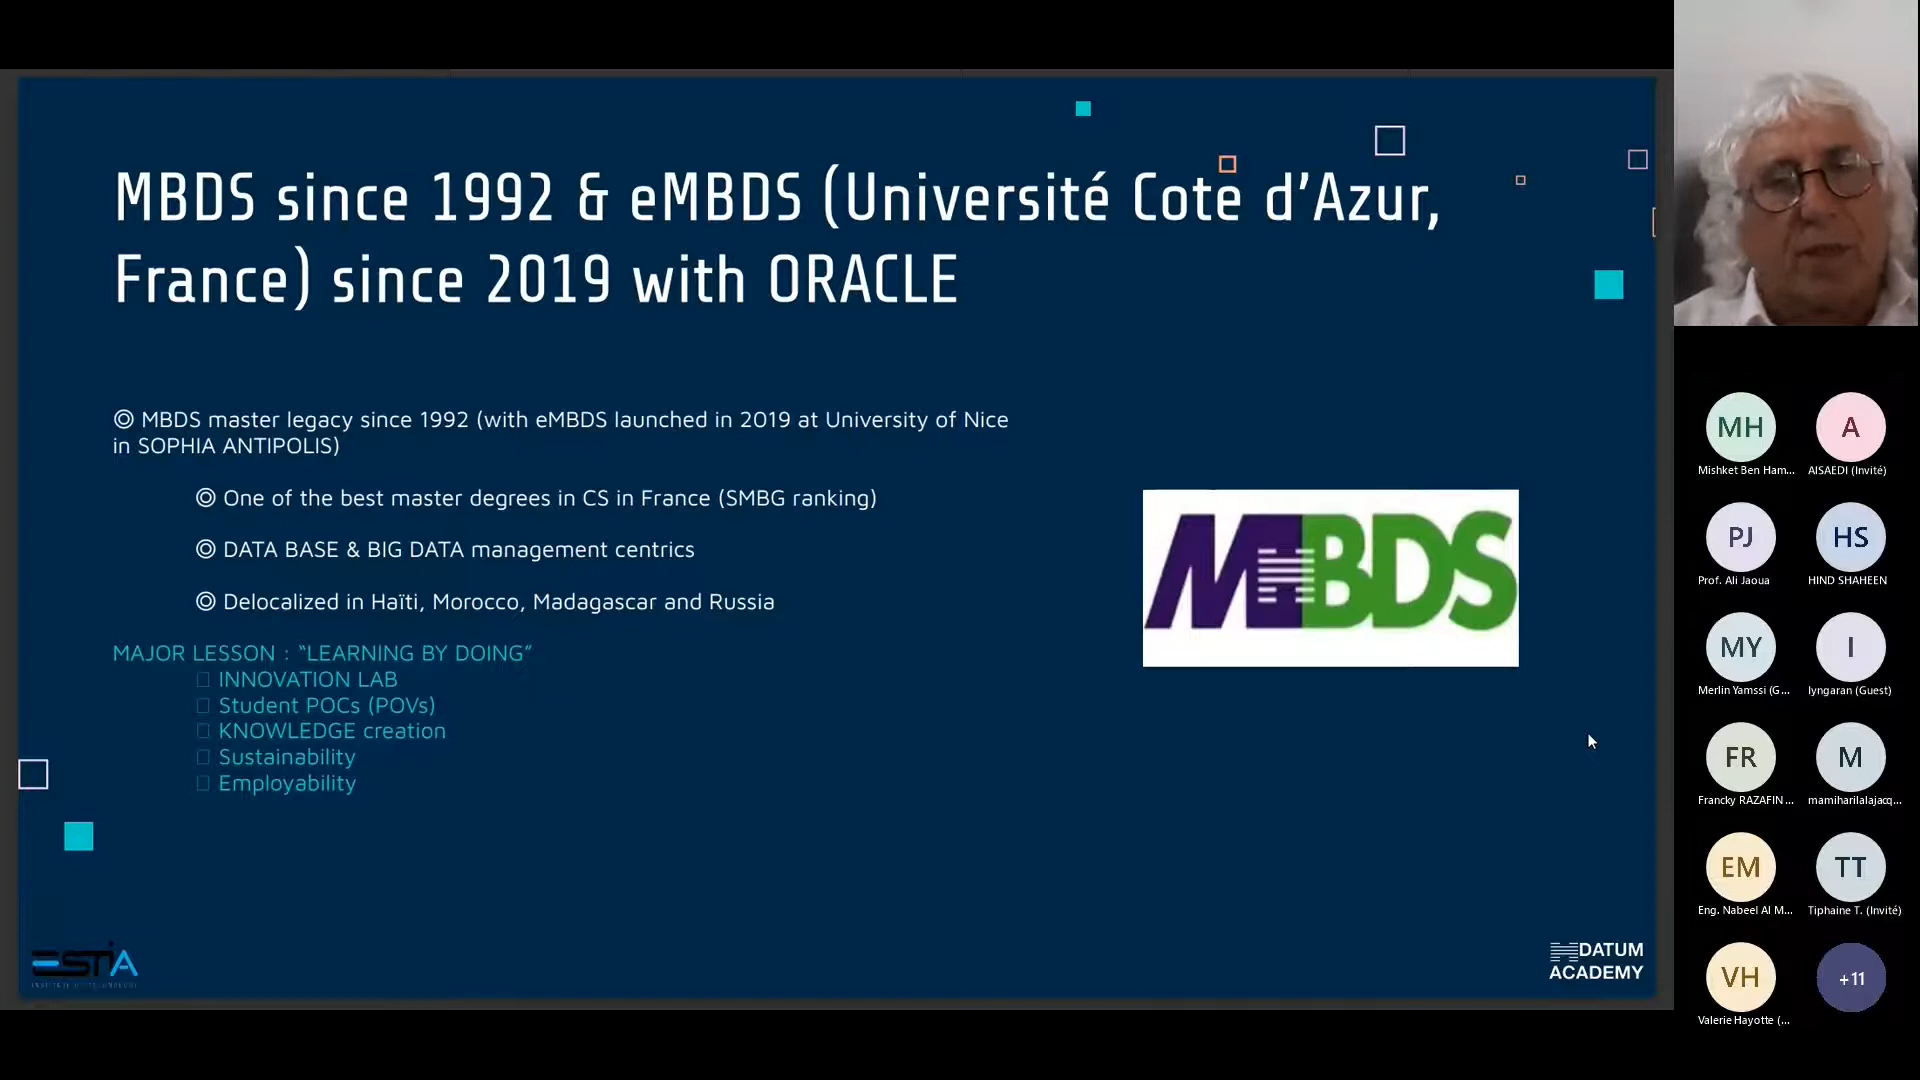 MBDS since 1992 & eMBDS (Université Cote d’Azur,
France) since 2019 with ORACLE
◎ MBDS master legacy since 1992 (with eMBDS launched in 2019 at University of Nice
in SOPHIA ANTIPOLIS)
◎ One of the best master degrees in CS in France (SMBG ranking)
◎ DATA BASE & BIG DATA management centrics
◎ Delocalized in Haïti, Morocco, Madagascar and Russia
MAJOR LESSON : “LEARNING BY DOING”
INNOVATION LAB
Student POCs (POVs)
KNOWLEDGE creation
Sustainability
Employability
MBDS
ESTIA
DATUM
ACADEMY
MH
Mishket Ben Ham...
A
AISAEDI (Invité)
PJ
Prof. Ali Jaoua
HS
HIND SHAHEEN
MY
Merlin Yamssi (G...
I
Iyngaran (Guest)
FR
Francky RAZAFIN...
M
mamiharilalajacq...
EM
Eng. Nabeel Al M...
TT
Tiphaine T. (Invité)
VH
Valerie Hayotte (...
+11